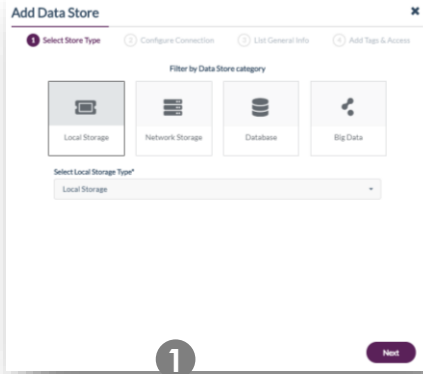 Add Data Store
1 Select Store Type 2 Configure Connection 3 List General Info 4 Add Tags & Access
Filter by Data Store category
Local Storage Network Storage Database Big Data
Select Local Storage Type*
Local Storage
Next
1